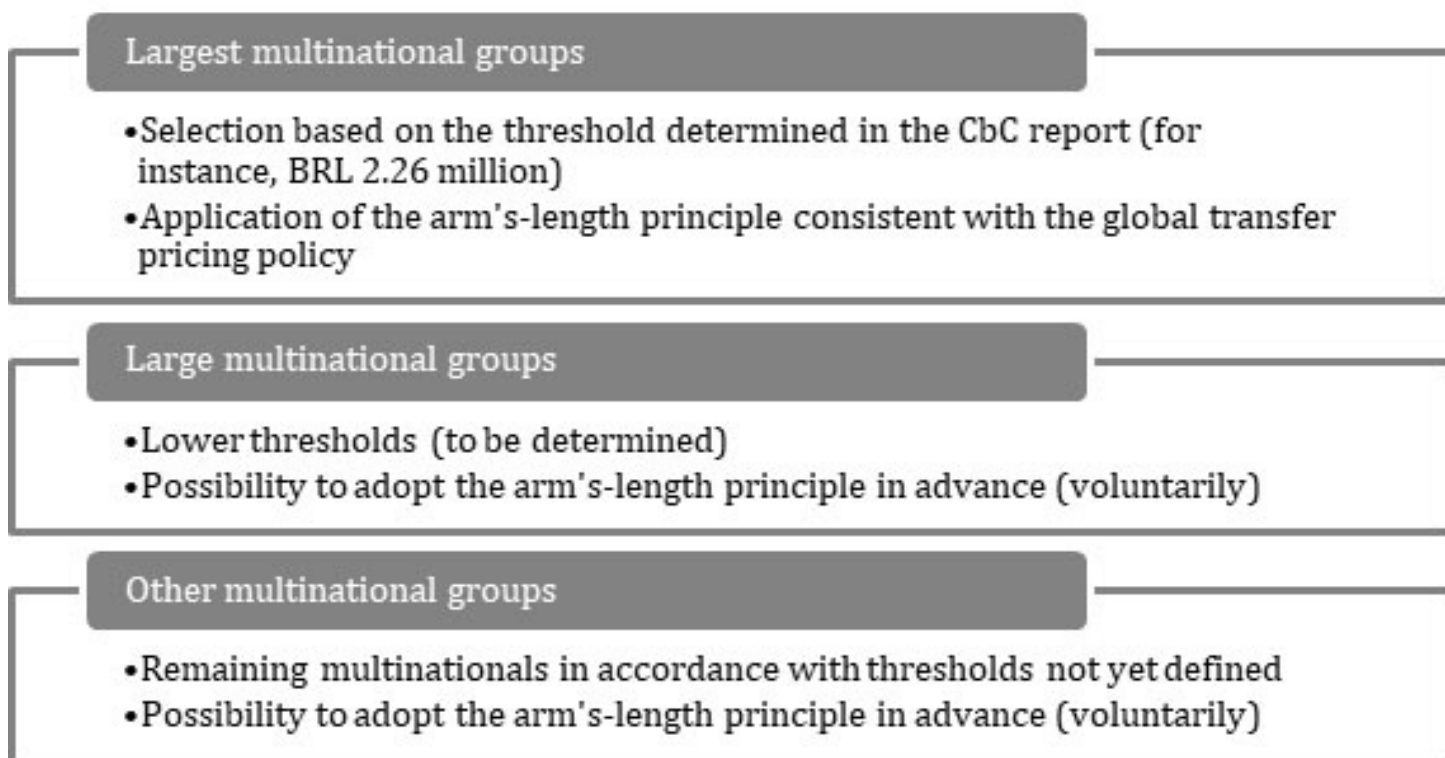 Largest multinational groups
•Selection based on the threshold determined in the CbC report (for
instance, BRL 2.26 million)
•Application of the arm's-length principle consistent with the global transfer
pricing policy
Large multinational groups
•Lower thresholds (to be determined)
•Possibility to adopt the arm's-length principle in advance (voluntarily)
Other multinational groups
•Remaining multinationals in accordance with thresholds not yet defined
•Possibility to adopt the arm's-length principle in advance (voluntarily)